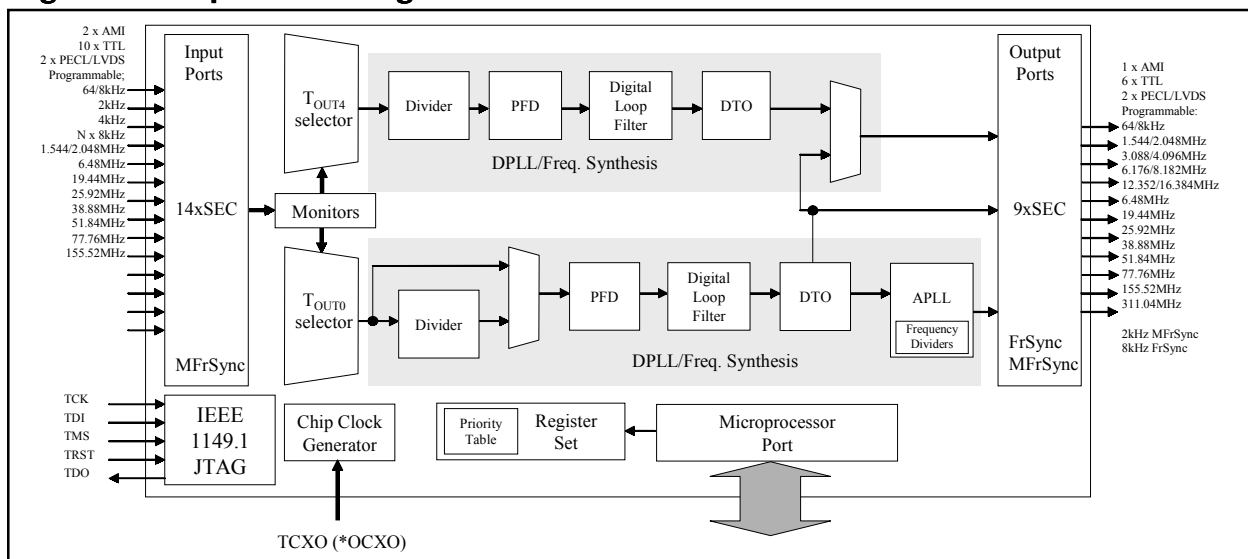 2 x AMI
10 x TTL
2 x PECL/LVDS
Programmable;
64/8kHz
2kHz
4kHz
N x 8kHz
1.544/2.048MHz
6.48MHz
19.44MHz
25.92MHz
38.88MHz
51.84MHz
77.76MHz
155.52MHz
Input
Ports
14xSEC
MFrSync
TOUT4
selector
Monitors
TOUT0
selector
Divider
PFD
Digital
Loop
Filter
DTO
DPLL/Freq. Synthesis
Divider
PFD
Digital
Loop
Filter
DTO
APLL
Frequency
Dividers
DPLL/Freq. Synthesis
Output
Ports
9xSEC
FrSync
MFrSync
1 x AMI
6 x TTL
2 x PECL/LVDS
Programmable:
64/8kHz
1.544/2.048MHz
3.088/4.096MHz
6.176/8.182MHz
12.352/16.384MHz
6.48MHz
19.44MHz
25.92MHz
38.88MHz
51.84MHz
77.76MHz
155.52MHz
311.04MHz
2kHz MFrSync
8kHz FrSync
TCK
TDI
TMS
TRST
TDO
IEEE
1149.1
JTAG
Chip Clock
Generator
TCXO (*OCXO)
Priority
Table
Register
Set
Microprocessor
Port